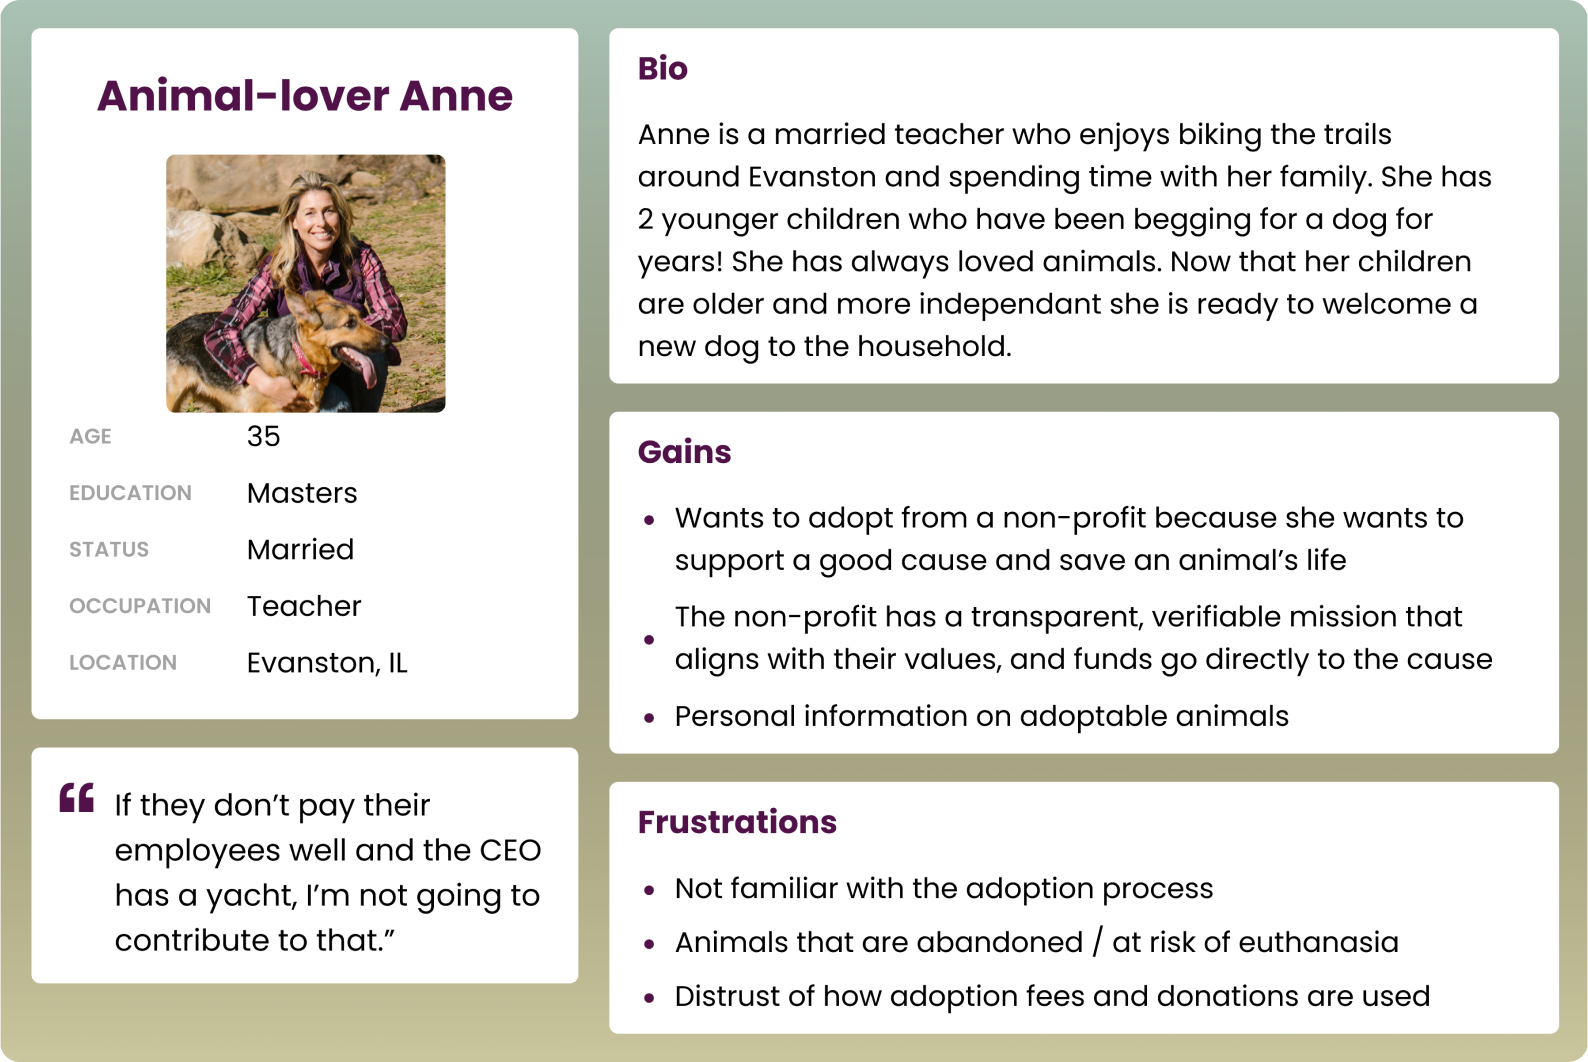 Animal-lover Anne
AGE 35
EDUCATION Masters
STATUS Married
OCCUPATION Teacher
LOCATION Evanston, IL
“ If they don’t pay their
employees well and the CEO
has a yacht, I’m not going to
contribute to that.”
Bio
Anne is a married teacher who enjoys biking the trails
around Evanston and spending time with her family. She has
2 younger children who have been begging for a dog for
years! She has always loved animals. Now that her children
are older and more independant she is ready to welcome a
new dog to the household.
Gains
• Wants to adopt from a non-profit because she wants to
support a good cause and save an animal’s life
• The non-profit has a transparent, verifiable mission that
aligns with their values, and funds go directly to the cause
• Personal information on adoptable animals
Frustrations
• Not familiar with the adoption process
• Animals that are abandoned / at risk of euthanasia
• Distrust of how adoption fees and donations are used